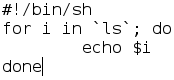 #!/bin/sh
for i in `ls`; do
        echo $i
done